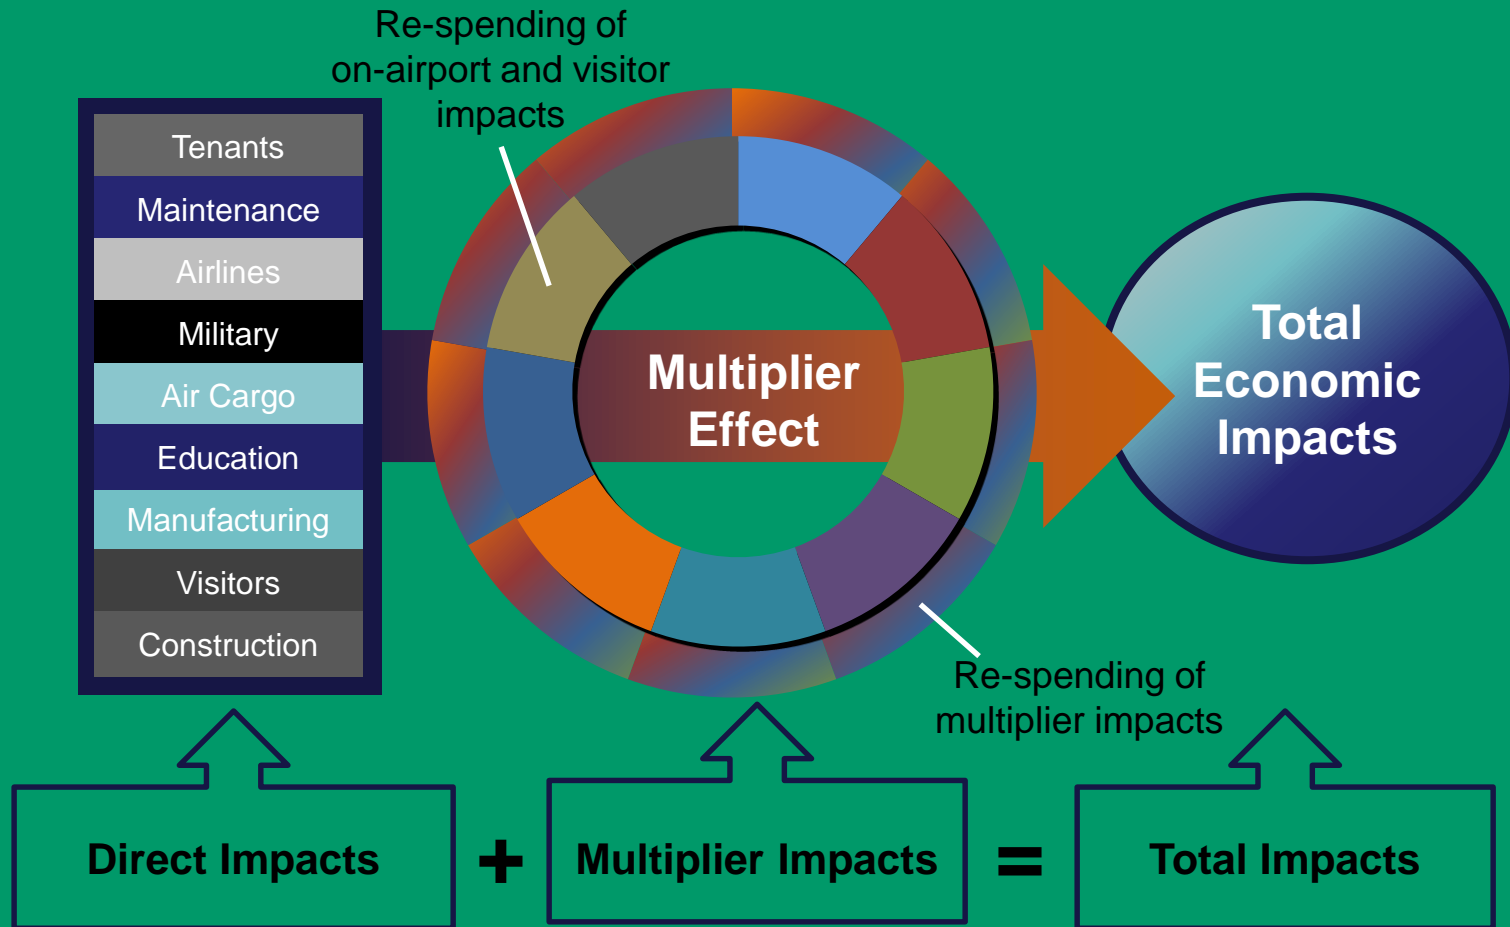 Re-spending of
on-airport and visitor
impacts
Tenants
Maintenance
Airlines
Military
Air Cargo
Education
Manufacturing
Visitors
Construction
Multiplier
Effect
Total
Economic
Impacts
Re-spending of
multiplier impacts
Direct Impacts + Multiplier Impacts = Total Impacts